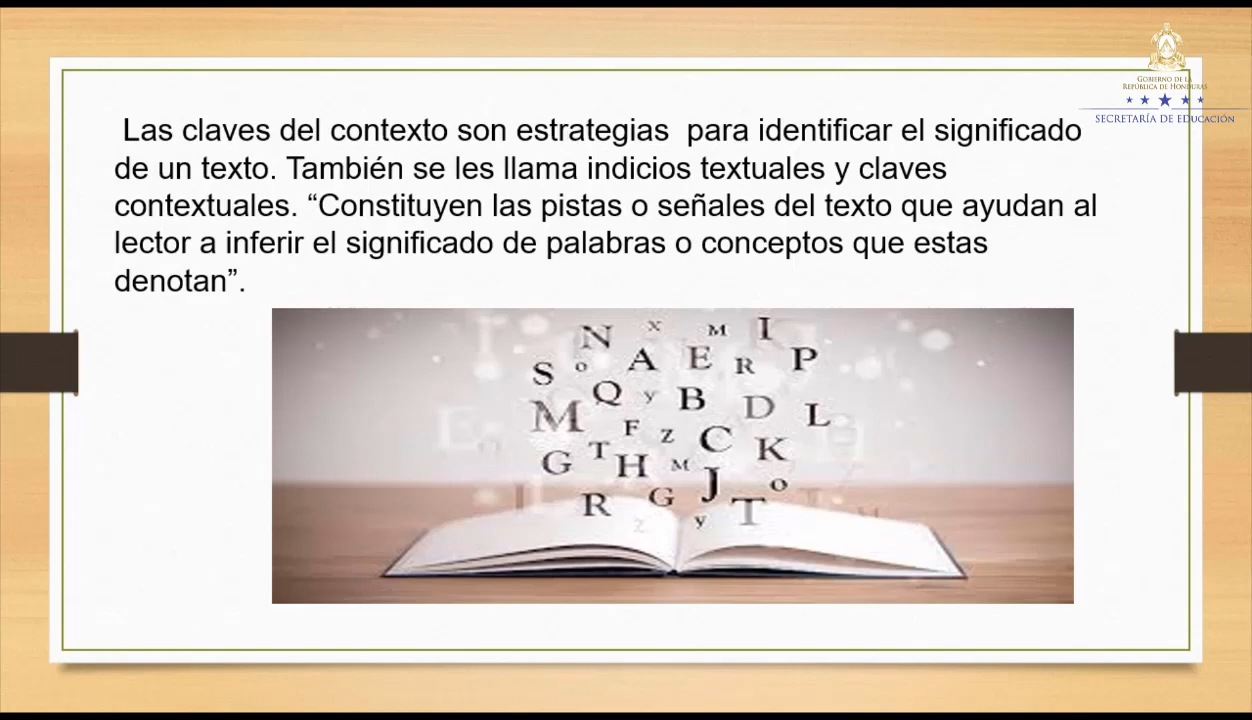 GOBIERNO DE LA
REPÚBLICA DE HONDURAS
SECRETARÍA DE EDUCACIÓN
Las claves del contexto son estrategias para identificar el significado
de un texto. También se les llama indicios textuales y claves
contextuales. “Constituyen las pistas o señales del texto que ayudan al
lector a inferir el significado de palabras o conceptos que estas
denotan”.
N X M I
S o A E R P
Q y B D L
M F Z C K
G T H M J o
R G y T